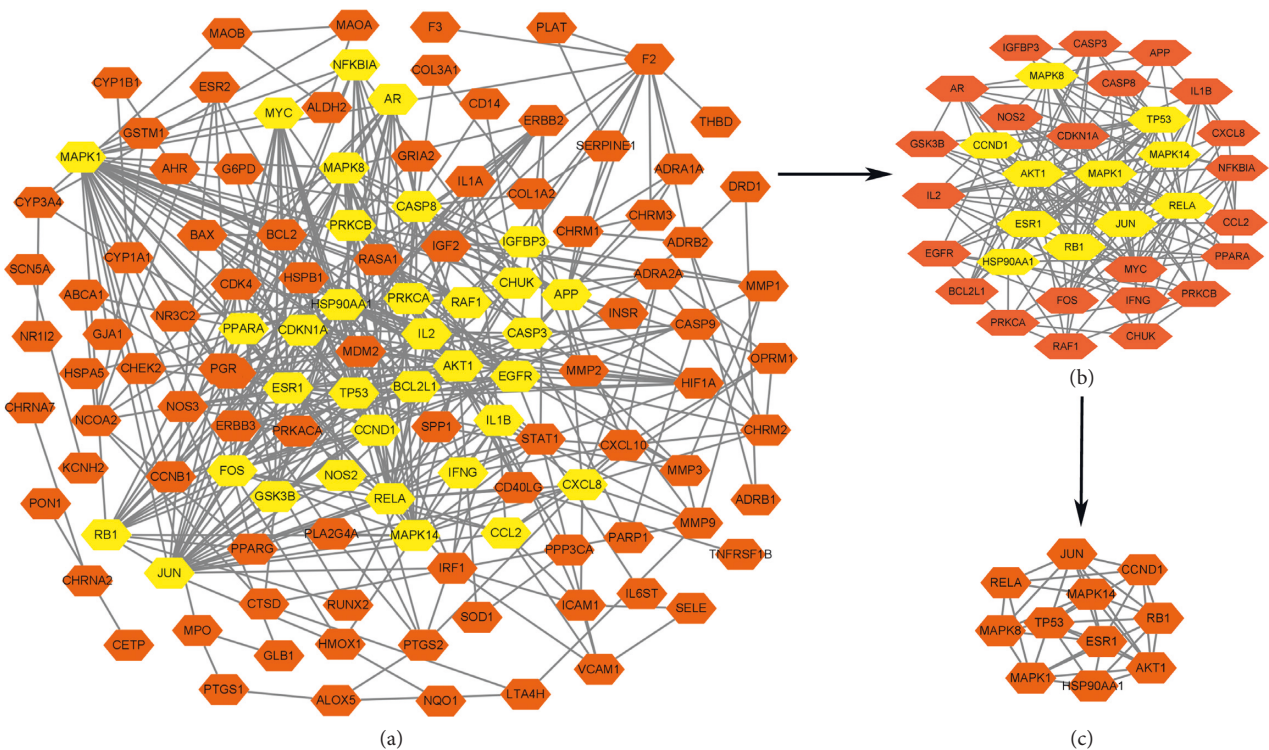 MAOB
MAOA
F3
PLAT
NFKBIA
F2
CYP1B1
ESR2
COL3A1
MYC
ALDH2
AR
CD14
ERBB2
THBD
GSTM1
MAPK1
AHR
G6PD
MAPK8
GRIA2
SERPINE1
IL1A
COL1A2
ADRA1A
DRD1
CYP3A4
CASP8
PRKCB
CHRM3
BAX
BCL2
IGF2
CHRM1
IGFBP3
ADRB2
CYP1A1
RASA1
SCN5A
HSPB1
CHUK
ADRA2A
ABCA1
CDK4
HSP90AA1
PRKCA
RAF1
APP
MMP1
NR3C2
PPARA
CDKN1A
IL2
CASP3
INSR
CASP9
NR1I2
GJA1
HSPA5
CHEK2
PGR
MDM2
AKT1
EGFR
MMP2
OPRM1
ESR1
TP53
BCL2L1
HIF1A
CHRNA7
NCOA2
NOS3
ERBB3
PRKACA
CCND1
SPP1
IL1B
STAT1
CXCL10
CHRM2
KCNH2
CCNB1
FOS
NOS2
IFNG
MMP3
GSK3B
RELA
CD40LG
CXCL8
ADRB1
PON1
RB1
PPARG
PLA2G4A
MAPK14
CCL2
PARP1
MMP9
TNFRSF1B
JUN
IRF1
PPP3CA
CHRNA2
CTSD
RUNX2
SOD1
ICAM1
IL6ST
SELE
CETP
MPO
GLB1
HMOX1
PTGS2
VCAM1
PTGS1
ALOX5
NQO1
LTA4H
(a)
IGFBP3
CASP3
APP
MAPK8
CASP8
AR
IL1B
NOS2
TP53
CDKN1A
CXCL8
GSK3B
CCND1
MAPK14
NFKBIA
AKT1
MAPK1
IL2
RELA
ESR1
JUN
CCL2
EGFR
RB1
PPARA
HSP90AA1
MYC
BCL2L1
FOS
IFNG
PRKCB
PRKCA
RAF1
CHUK
(b)
JUN
CCND1
RELA
MAPK14
MAPK8
TP53
RB1
ESR1
MAPK1
AKT1
HSP90AA1
(c)